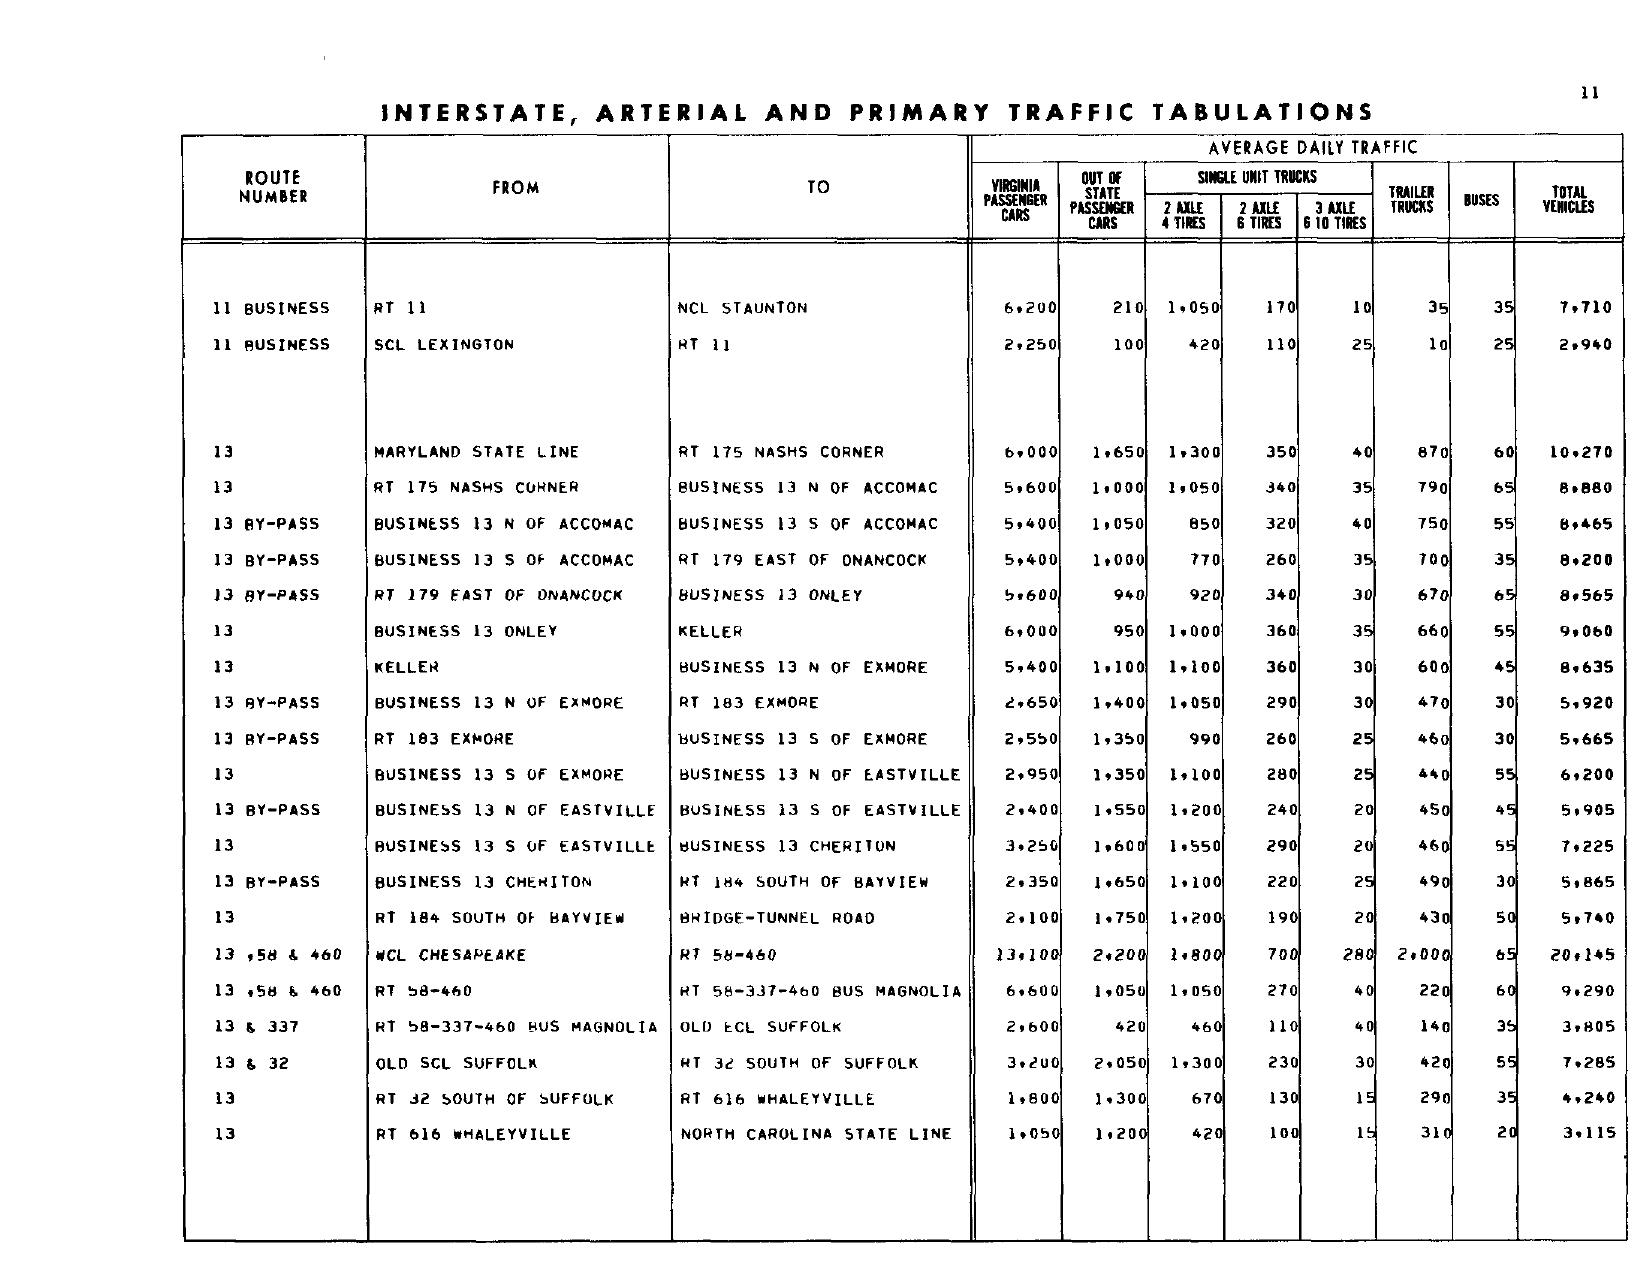 11
INTERSTATE, ARTERIAL AND PRIMARY TRAFFIC TABULATIONS
ROUTE NUMBER FROM TO AVERAGE DAILY TRAFFIC
VIRGINIA PASSENGER CARS OUT OF STATE PASSENGER CARS SINGLE UNIT TRUCKS 2 AXLE 4 TIRES 2 AXLE 6 TIRES 3 AXLE 6 10 TIRES TRAILER TRUCKS BUSES TOTAL VEHICLES
11 BUSINESS RT 11 NCL STAUNTON 6,200 210 1,050 170 10 35 35 7,710
11 BUSINESS SCL LEXINGTON RT 11 2,250 100 420 110 25 10 25 2,940
13 MARYLAND STATE LINE RT 175 NASHS CORNER 6,000 1,650 1,300 350 40 870 60 10,270
13 RT 175 NASHS CORNER BUSINESS 13 N OF ACCOMAC 5,600 1,000 1,050 340 35 790 65 8,880
13 BY-PASS BUSINESS 13 N OF ACCOMAC BUSINESS 13 S OF ACCOMAC 5,400 1,050 850 320 40 750 55 8,465
13 BY-PASS BUSINESS 13 S OF ACCOMAC RT 179 EAST OF ONANCOCK 5,400 1,000 770 260 35 700 35 8,200
13 BY-PASS RT 179 EAST OF ONANCOCK BUSINESS 13 ONLEY 5,600 940 920 340 30 670 65 8,565
13 BUSINESS 13 ONLEY KELLER 6,000 950 1,000 360 35 660 55 9,060
13 KELLER BUSINESS 13 N OF EXMORE 5,400 1,100 1,100 360 30 600 45 8,635
13 BY-PASS BUSINESS 13 N OF EXMORE RT 183 EXMORE 2,650 1,400 1,050 290 30 470 30 5,920
13 BY-PASS RT 183 EXMORE BUSINESS 13 S OF EXMORE 2,550 1,350 990 260 25 460 30 5,665
13 BUSINESS 13 S OF EXMORE BUSINESS 13 N OF EASTVILLE 2,950 1,350 1,100 280 25 440 55 6,200
13 BY-PASS BUSINESS 13 N OF EASTVILLE BUSINESS 13 S OF EASTVILLE 2,400 1,550 1,200 240 20 450 45 5,905
13 BUSINESS 13 S OF EASTVILLE BUSINESS 13 CHERITON 3,250 1,600 1,550 290 20 460 55 7,225
13 BY-PASS BUSINESS 13 CHERITON RT 184 SOUTH OF BAYVIEW 2,350 1,650 1,100 220 25 490 30 5,865
13 RT 184 SOUTH OF BAYVIEW BRIDGE-TUNNEL ROAD 2,100 1,750 1,200 190 20 430 50 5,740
13 ,58 & 460 WCL CHESAPEAKE RT 58-460 13,100 2,200 1,800 700 280 2,000 65 20,145
13 ,58 & 460 RT 58-460 RT 58-337-460 BUS MAGNOLIA 6,600 1,050 1,050 270 40 220 60 9,290
13 & 337 RT 58-337-460 BUS MAGNOLIA OLD ECL SUFFOLK 2,600 420 460 110 40 140 35 3,805
13 & 32 OLD SCL SUFFOLK RT 32 SOUTH OF SUFFOLK 3,200 2,050 1,300 230 30 420 55 7,285
13 RT 32 SOUTH OF SUFFOLK RT 616 WHALEYVILLE 1,800 1,300 670 130 15 290 35 4,240
13 RT 616 WHALEYVILLE NORTH CAROLINA STATE LINE 1,050 1,200 420 100 15 310 20 3,115